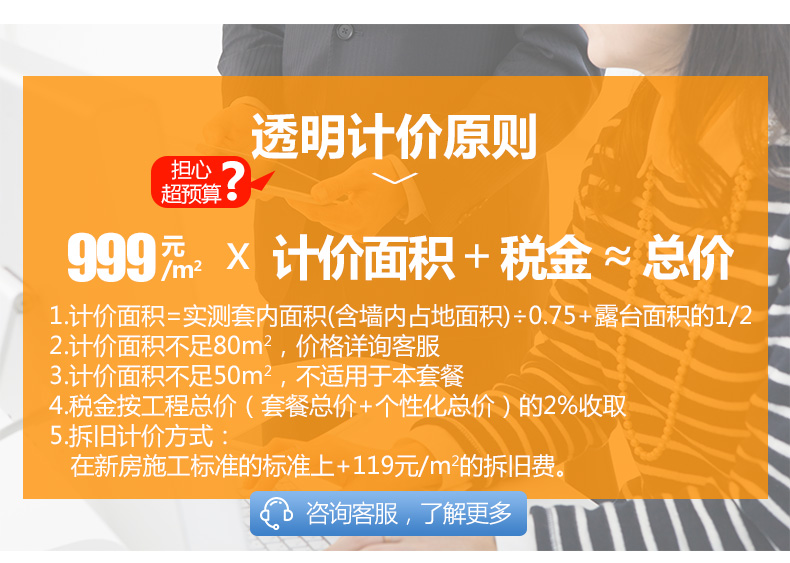 透明计价原则
担心
超预算?
999元/m² x 计价面积+税金≈总价
1.计价面积=实测套内面积(含墙内占地面积)÷0.75+露台面积的1/2
2.计价面积不足80m²，价格详询客服
3.计价面积不足50m²，不适用于本套餐
4.税金按工程总价（套餐总价+个性化总价）的2%收取
5.拆旧计价方式：
在新房施工标准的标准上+119元/m²的拆旧费。
咨询客服，了解更多